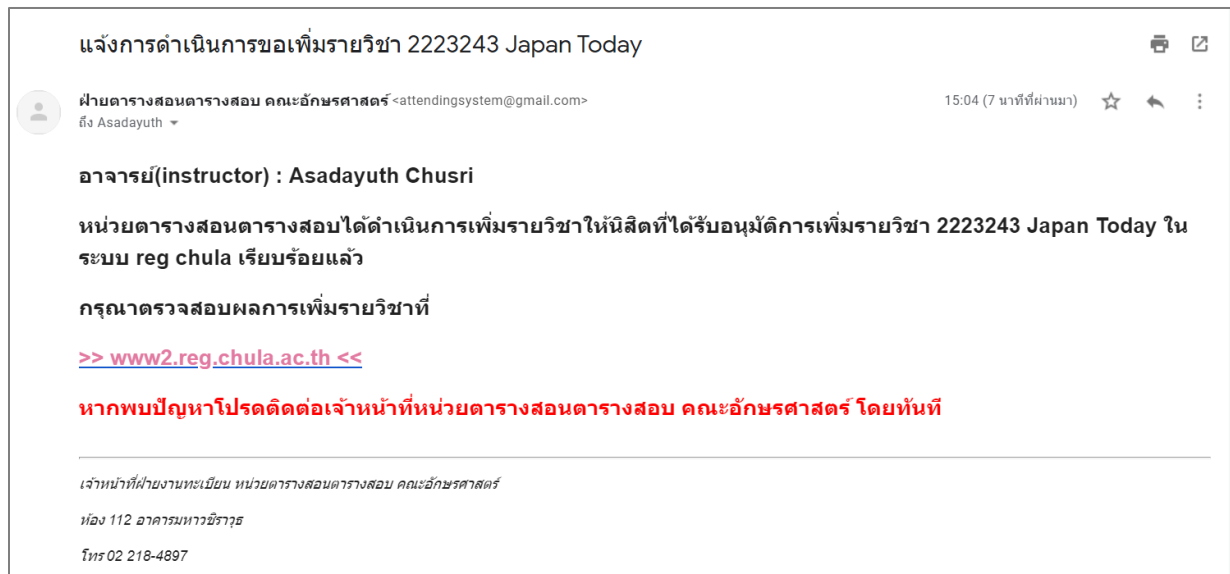 แจ้งการดำเนินการขอเพิ่มรายวิชา 2223243 Japan Today
ฝ่ายตารางสอนตารางสอบ คณะอักษรศาสตร์ <attendingsystem@gmail.com>
15:04 (7 นาทีที่ผ่านมา)
ถึง Asadayuth
อาจารย์(instructor) : Asadayuth Chusri
หน่วยตารางสอนตารางสอบได้ดำเนินการเพิ่มรายวิชาให้นิสิตที่ได้รับอนุมัติการเพิ่มรายวิชา 2223243 Japan Today ใน
ระบบ reg chula เรียบร้อยแล้ว
กรุณาตรวจสอบผลการเพิ่มรายวิชาที่
>> www2.reg.chula.ac.th <<
หากพบปัญหาโปรดติดต่อเจ้าหน้าที่หน่วยตารางสอนตารางสอบ คณะอักษรศาสตร์ โดยทันที
เจ้าหน้าที่ฝ่ายงานทะเบียน หน่วยตารางสอนตารางสอบ คณะอักษรศาสตร์
ห้อง 112 อาคารมหาวชิราวุธ
โทร 02 218-4897